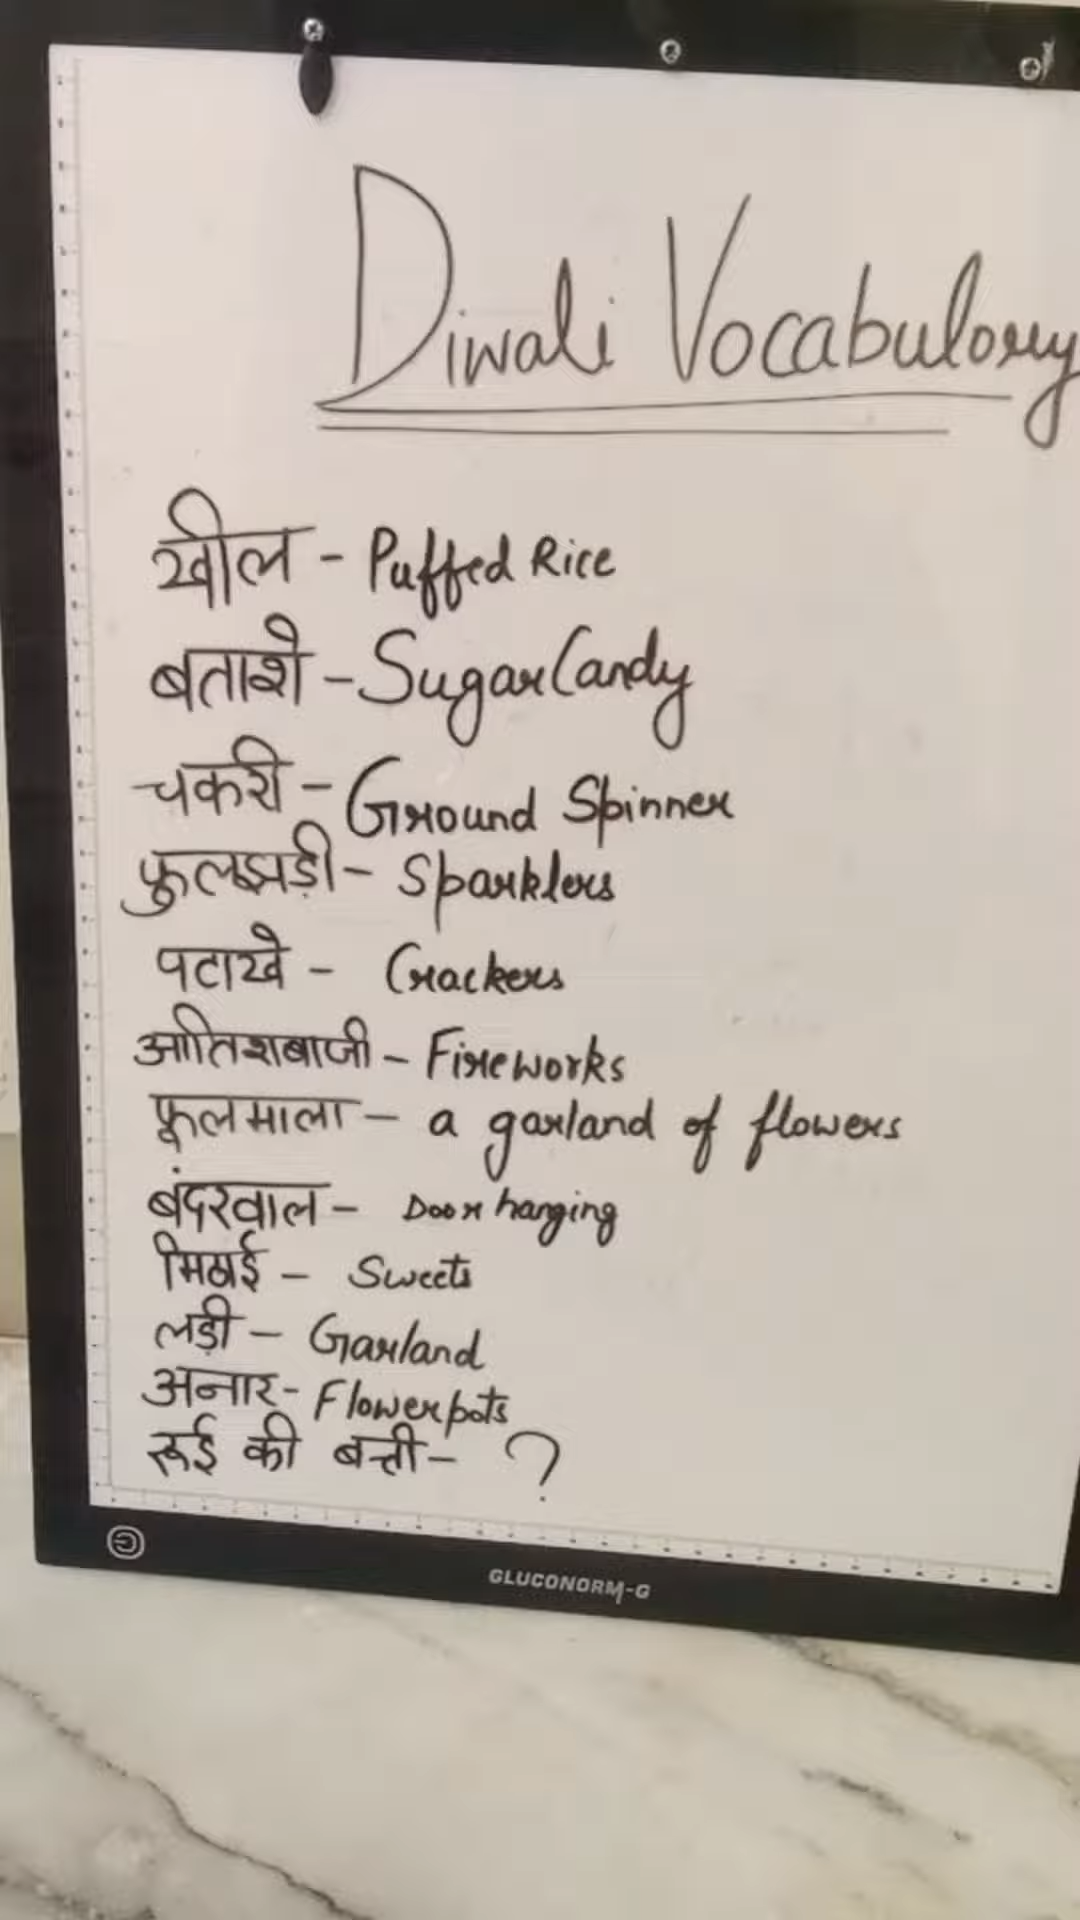 Diwali Vocabulory
खील - Puffed Rice
बताशे - Sugar Candy
चकरी - Ground Spinner
फुलझड़ी - Sparklers
पटाखे - Crackers
आतिशबाजी - Fireworks
फूलमाला - a garland of flowers
बंदरवाल - Door hanging
मिठाई - Sweets
लड़ी - Garland
अनार - Flowerpots
रूई की बत्ती - ?
GLUCONORM-G